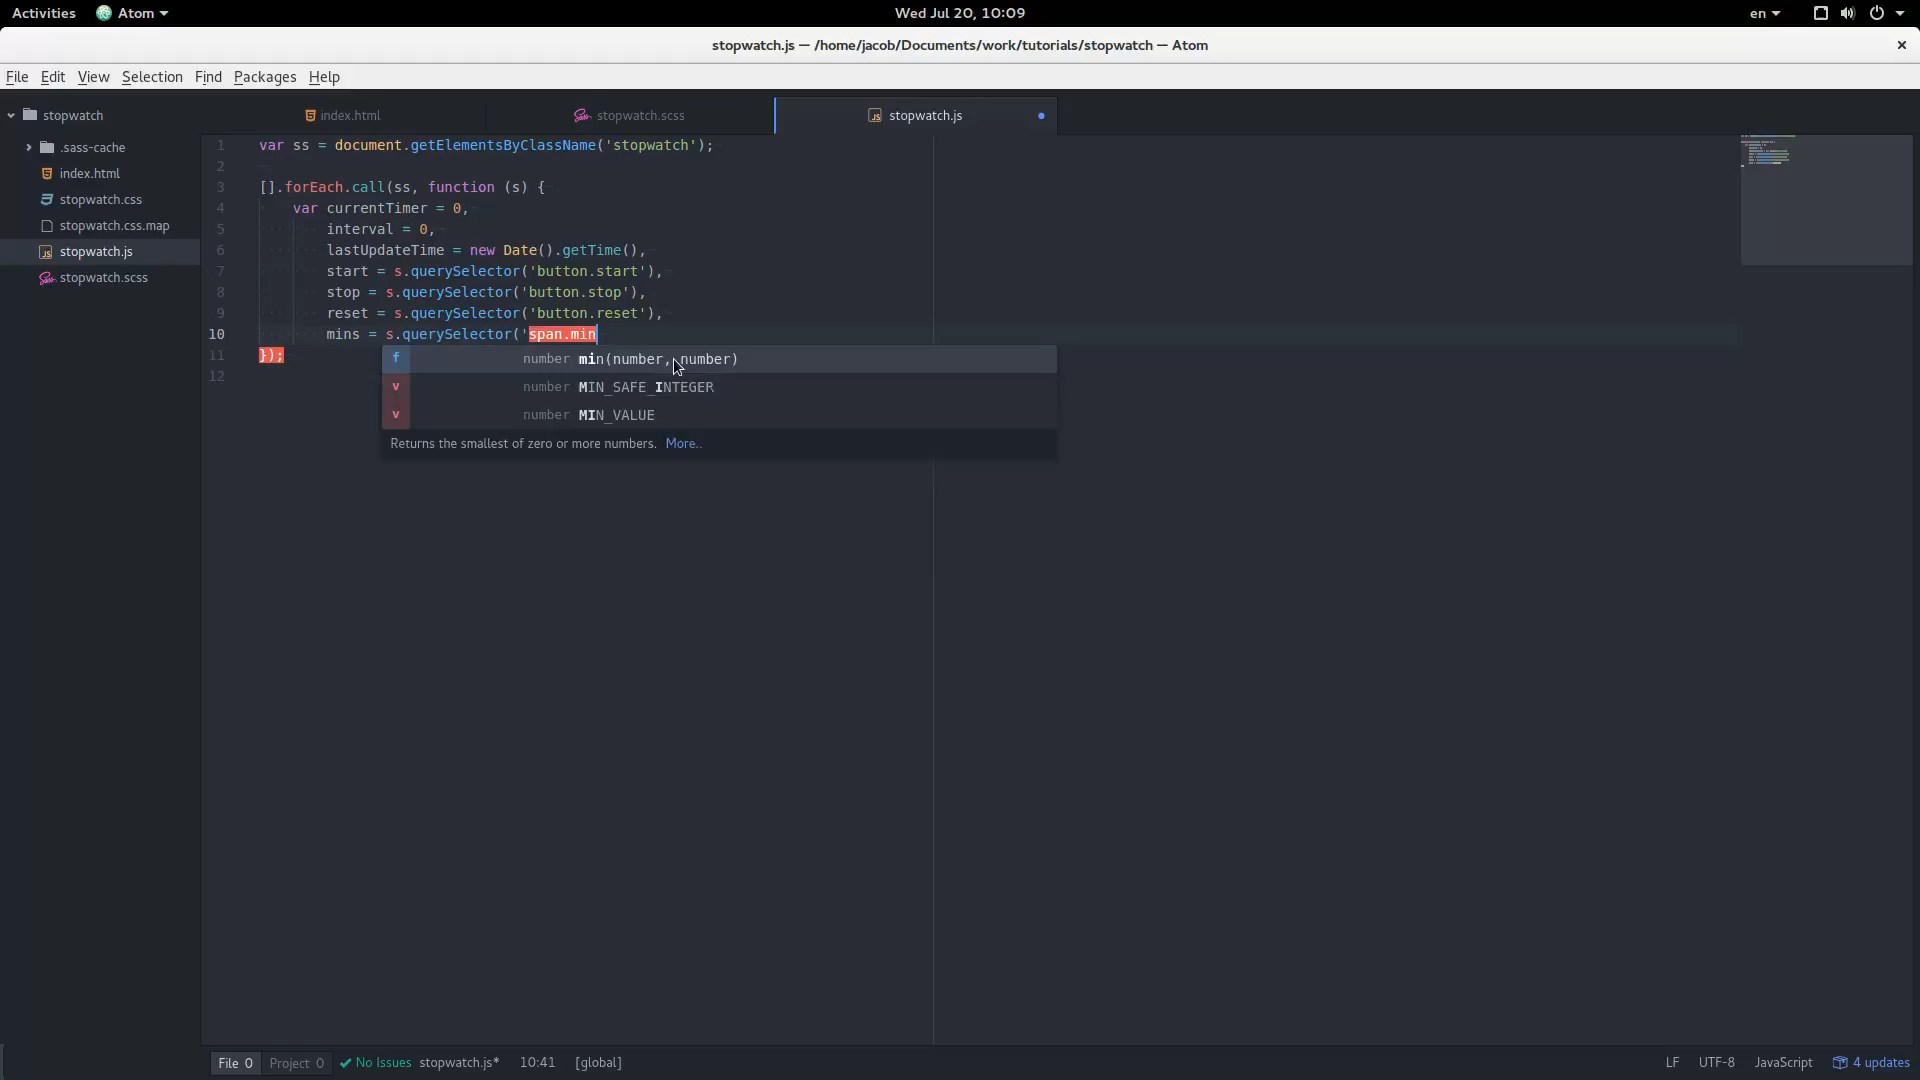 Activities Atom Wed Jul 20, 10:09 en
stopwatch.js — /home/jacob/Documents/work/tutorials/stopwatch — Atom
File Edit View Selection Find Packages Help
stopwatch
.sass-cache
index.html
stopwatch.css
stopwatch.css.map
stopwatch.js
stopwatch.scss
index.html stopwatch.scss stopwatch.js
1 var ss = document.getElementsByClassName('stopwatch');
2
3 [].forEach.call(ss, function (s) {
4 var currentTimer = 0,
5 interval = 0,
6 lastUpdateTime = new Date().getTime(),
7 start = s.querySelector('button.start'),
8 stop = s.querySelector('button.stop'),
9 reset = s.querySelector('button.reset'),
10 mins = s.querySelector('span.min
11 });
12
f number min(number, number)
v number MIN_SAFE_INTEGER
v number MIN_VALUE
Returns the smallest of zero or more numbers. More..
File 0 Project 0 No Issues stopwatch.js* 10:41 [global] LF UTF-8 JavaScript 4 updates